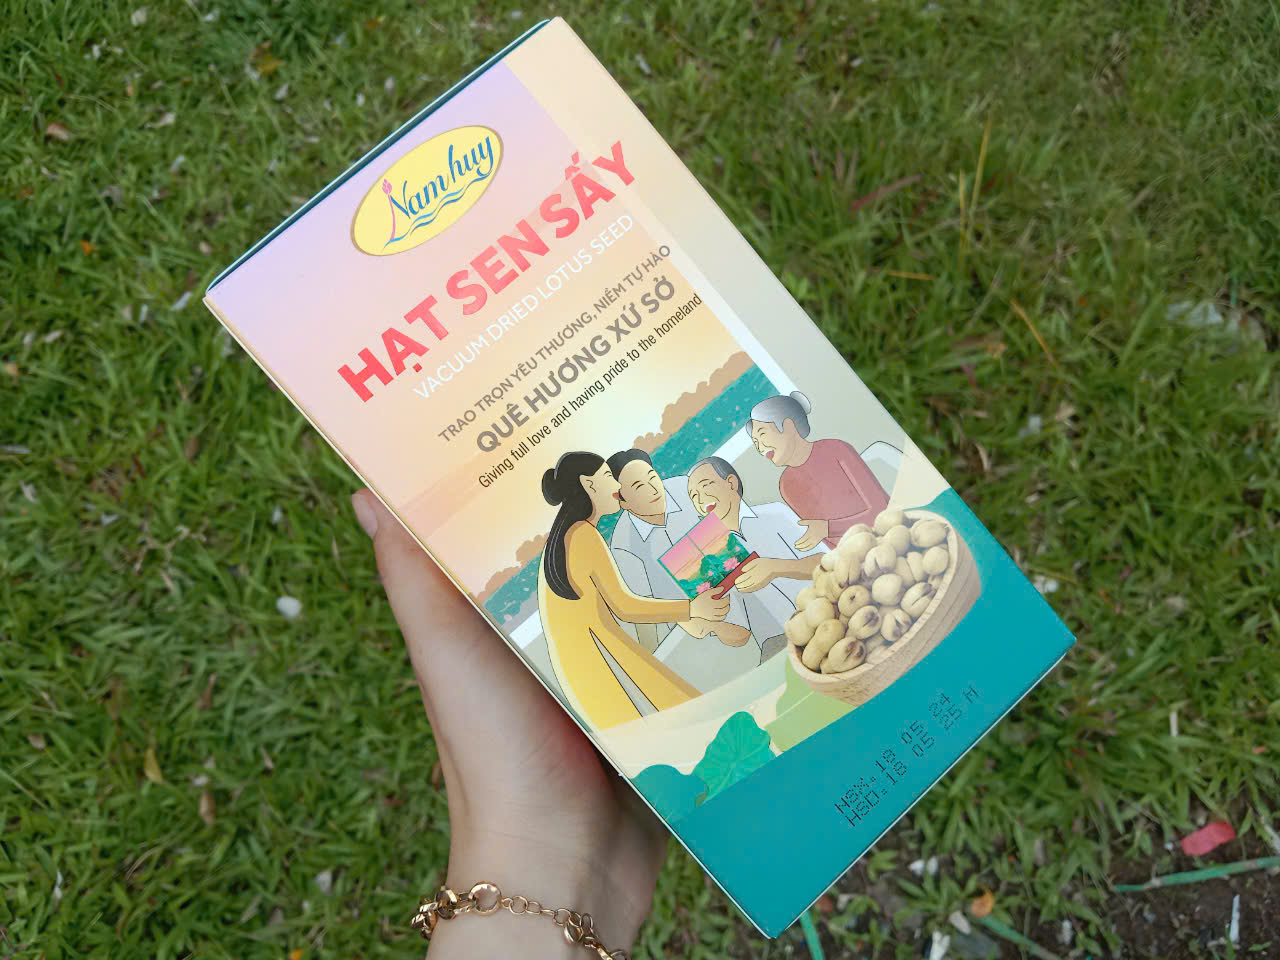 Nam huy
HẠT SEN SẤY
VACUUM DRIED LOTUS SEED
TRAO TRỌN YÊU THƯƠNG, NIỀM TỰ HÀO
QUÊ HƯƠNG XỨ SỞ
Giving full love and having pride to the homeland
NSX.18 05 24
HSD.18 05 25 M